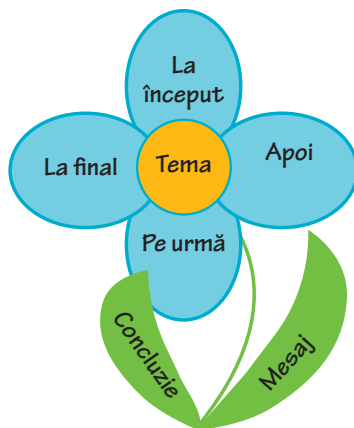 La
început
La final
Tema
Apoi
Pe urmă
Concluzie
Mesaj